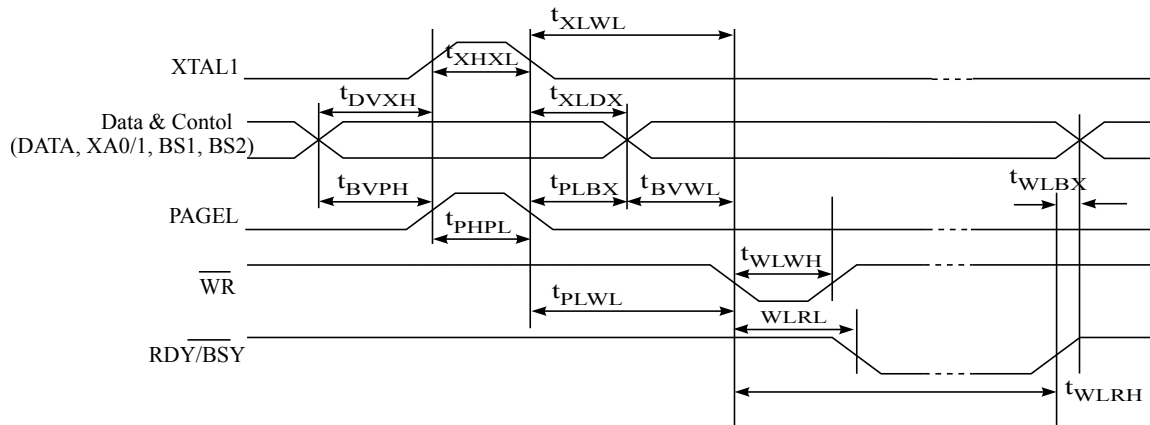 tXLWL
XTAL1
tXHXL
tDVXH
tXLDX
Data & Contol
(DATA, XA0/1, BS1, BS2)
tBVPH
tPLBX
tBVWL
tWLBX
PAGEL
tPHPL
WR
tWLWH
tPLWL
WLRL
RDY/BSY
tWLRH